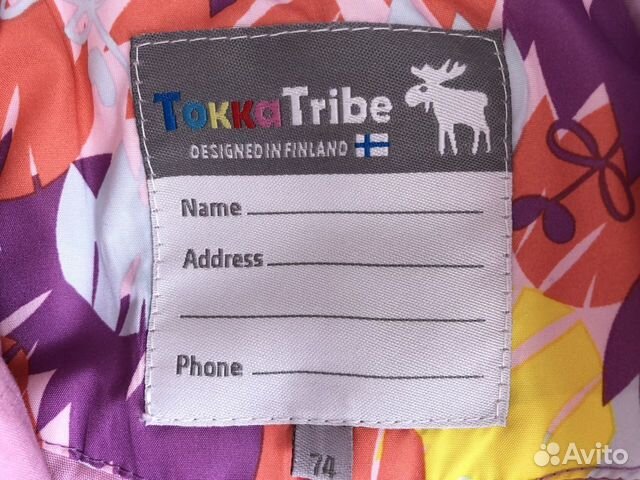 TokkaTribe
DESIGNED IN FINLAND
Name
Address
Phone
74
Avito